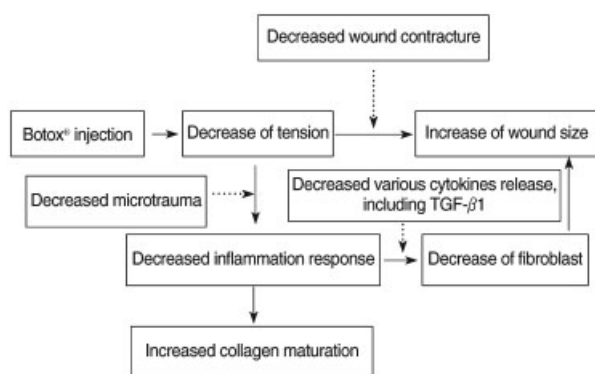 Decreased wound contracture
Botox® injection
Decrease of tension
Increase of wound size
Decreased microtrauma
Decreased various cytokines release,
including TGF-β1
Decreased inflammation response
Decrease of fibroblast
Increased collagen maturation